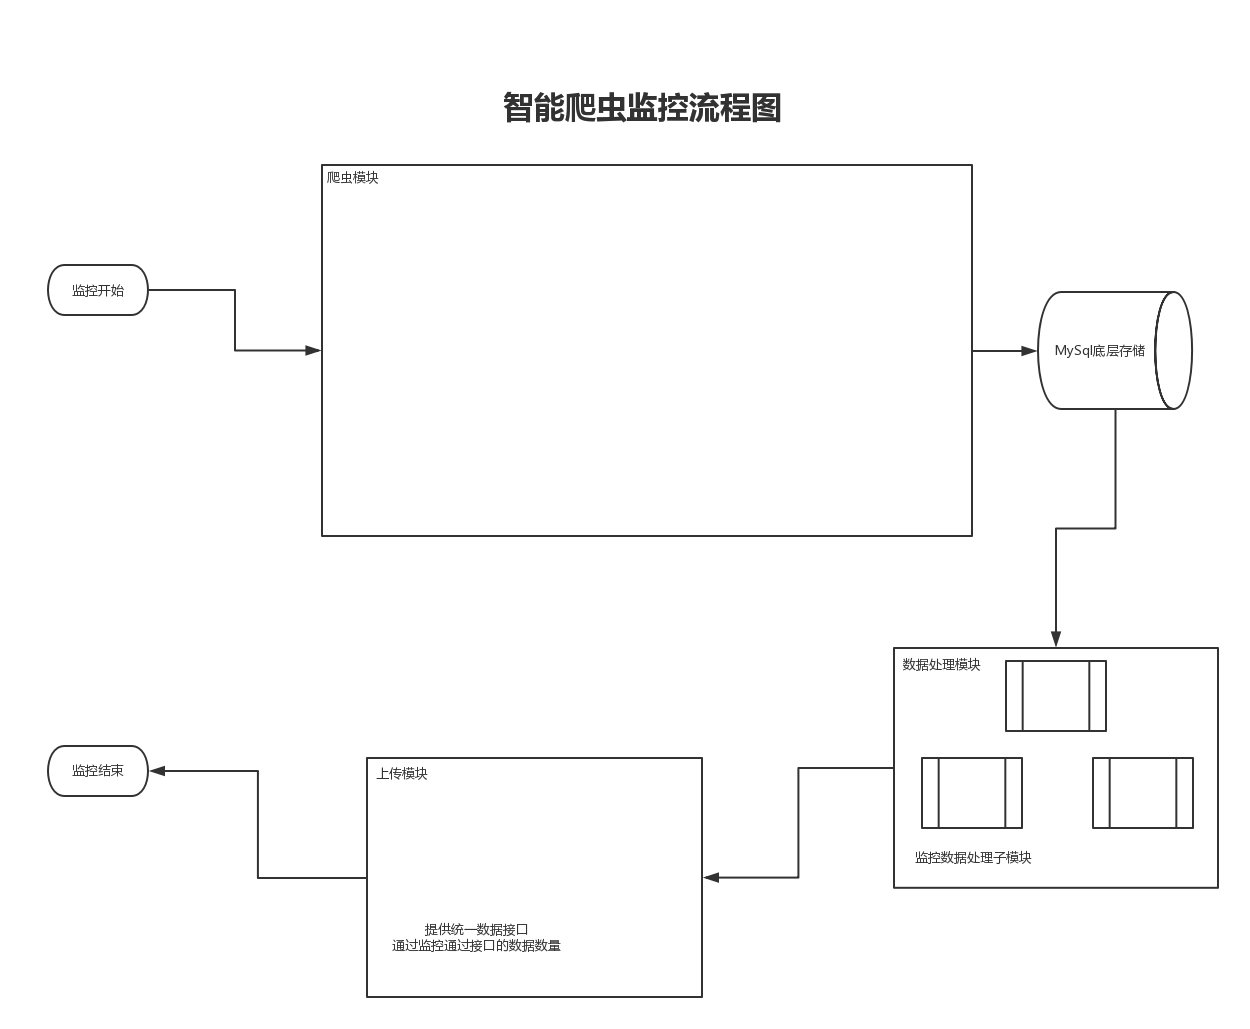 智能爬虫监控流程图
爬虫模块
监控开始
MySql底层存储
数据处理模块
监控数据处理子模块
监控结束
上传模块
提供统一数据接口
通过监控通过接口的数据数量